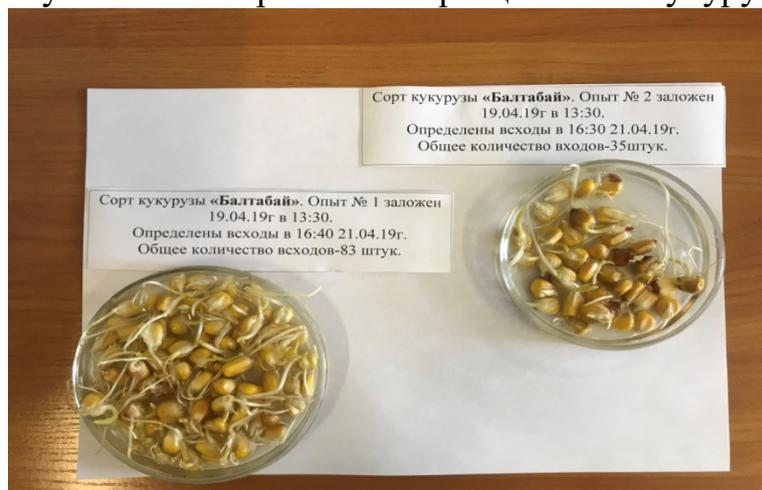 Сорт кукурузы «Балтабай». Опыт № 2 заложен
19.04.19г в 13:30.
Определены всходы в 16:30 21.04.19г.
Общее количество входов-35штук.
Сорт кукурузы «Балтабай». Опыт № 1 заложен
19.04.19г в 13:30.
Определены всходы в 16:40 21.04.19г.
Общее количество всходов-83 штук.